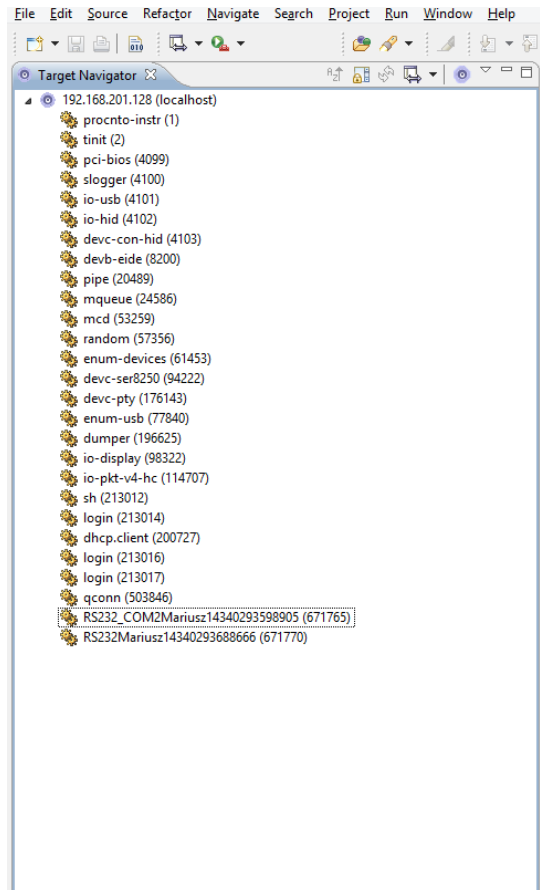 File Edit Source Refactor Navigate Search Project Run Window Help
010
Target Navigator
192.168.201.128 (localhost)
procnto-instr (1)
tinit (2)
pci-bios (4099)
slogger (4100)
io-usb (4101)
io-hid (4102)
devc-con-hid (4103)
devb-eide (8200)
pipe (20489)
mqueue (24586)
mcd (53259)
random (57356)
enum-devices (61453)
devc-ser8250 (94222)
devc-pty (176143)
enum-usb (77840)
dumper (196625)
io-display (98322)
io-pkt-v4-hc (114707)
sh (213012)
login (213014)
dhcp.client (200727)
login (213016)
login (213017)
qconn (503846)
RS232_COM2Mariusz14340293598905 (671765)
RS232Mariusz14340293688666 (671770)